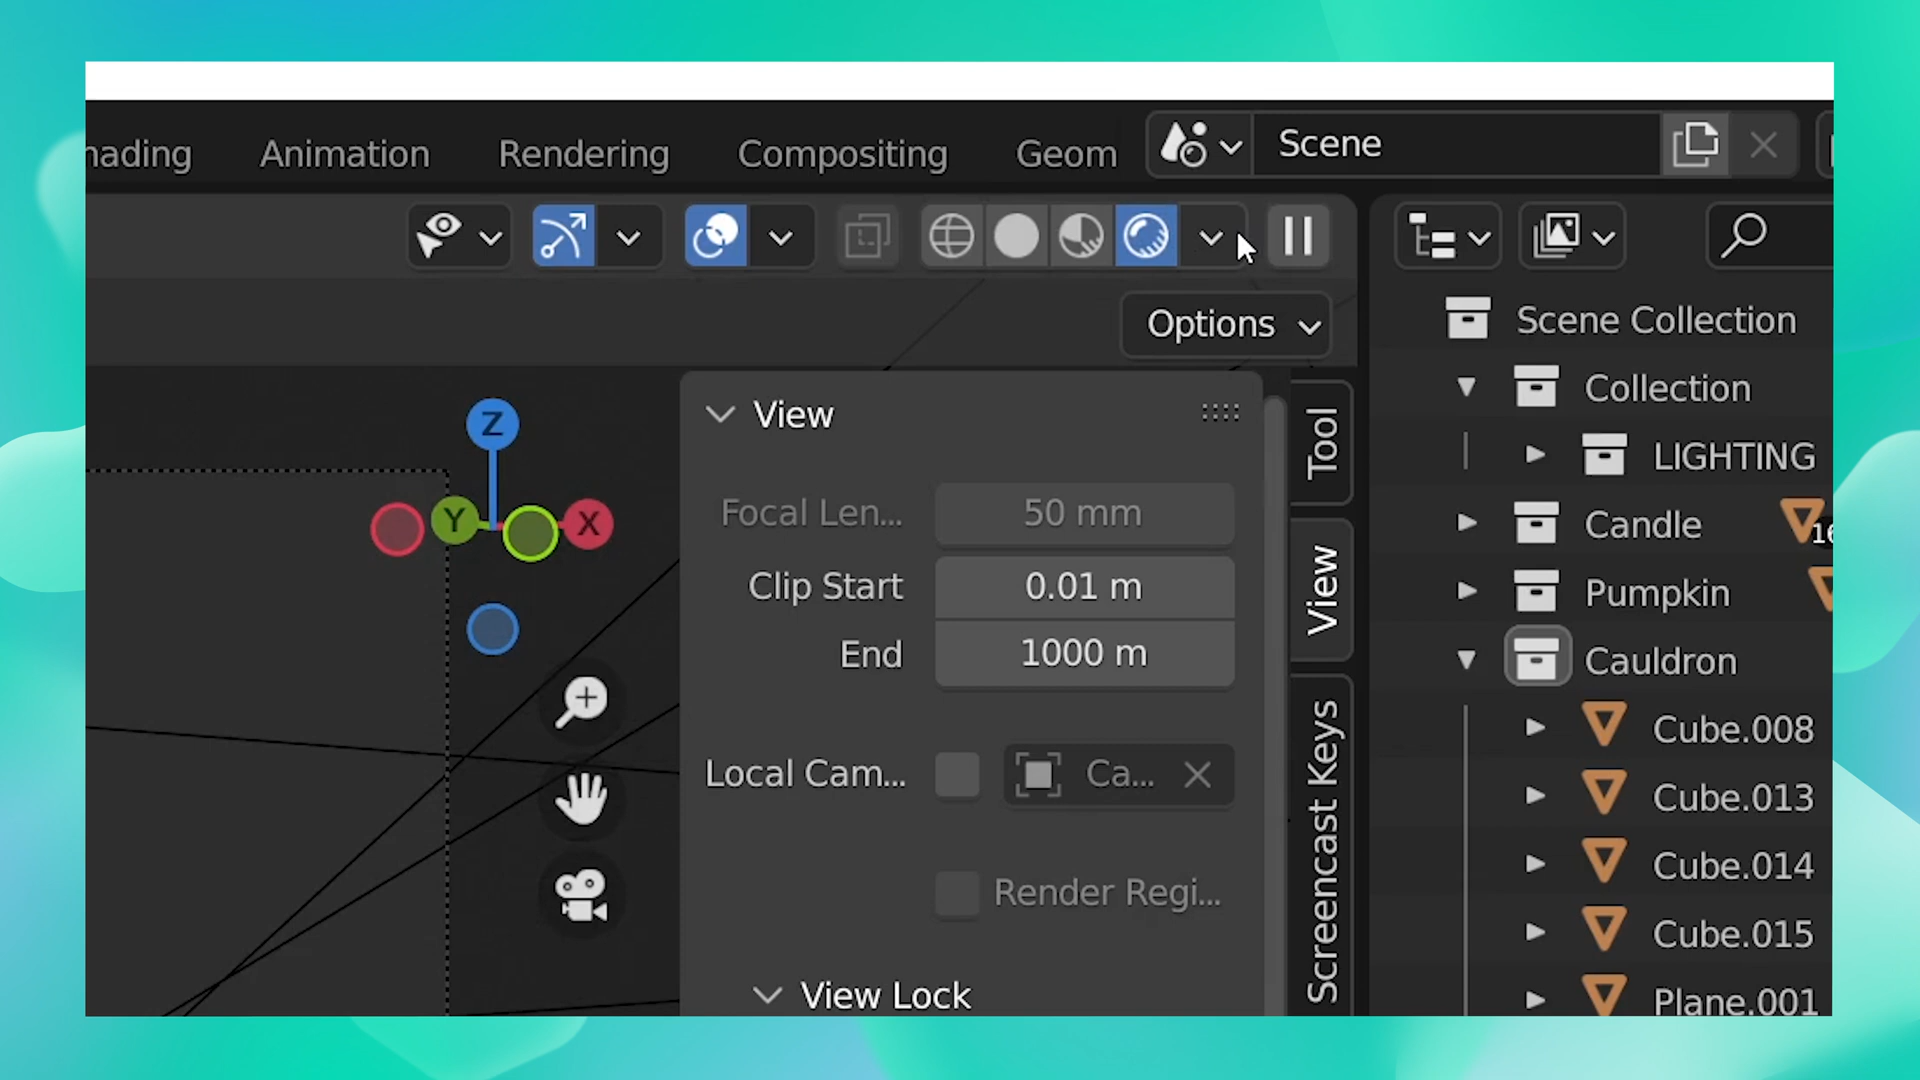 hading Animation Rendering Compositing Geom
Scene
Options
Scene Collection
Collection
LIGHTING
Candle
16
Pumpkin
Cauldron
Cube.008
Cube.013
Cube.014
Cube.015
Plane.001
Z
Y
X
View
Focal Len... 50 mm
Clip Start 0.01 m
End 1000 m
Local Cam... Ca...
Render Regi...
View Lock
Tool
View
Screencast Keys